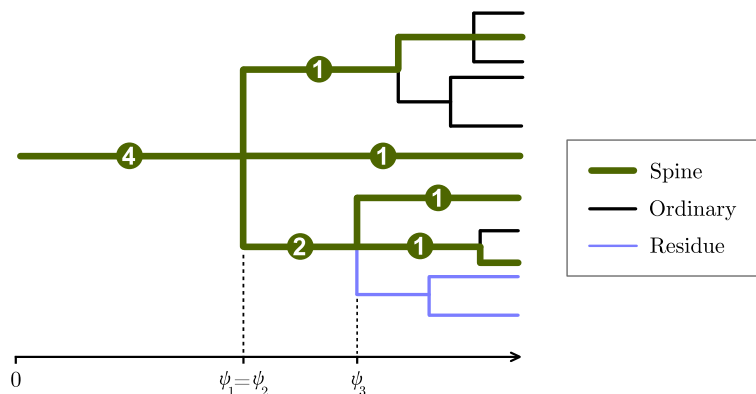 1
4
1
1
2
1
Spine
Ordinary
Residue
0
ψ₁=ψ₂
ψ₃